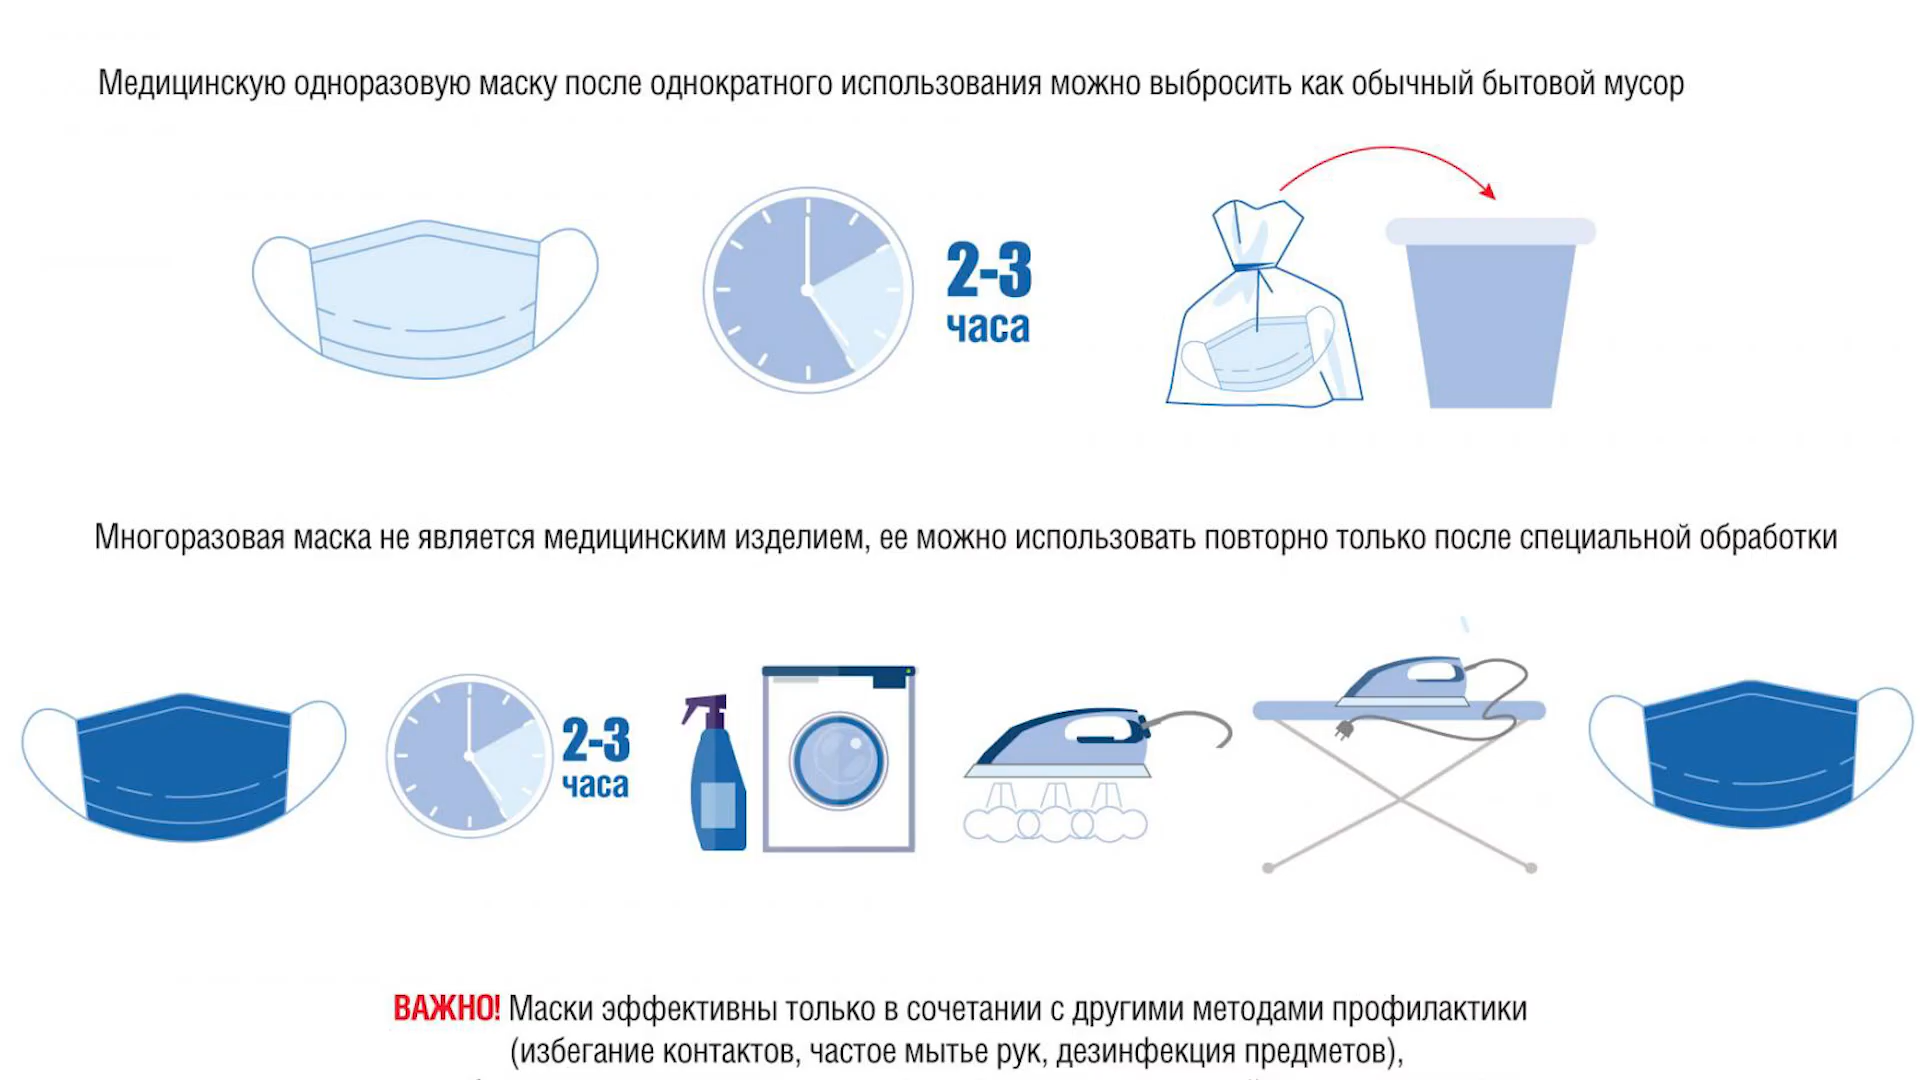 Медицинскую одноразовую маску после однократного использования можно выбросить как обычный бытовой мусор
2-3
часа
Многоразовая маска не является медицинским изделием, ее можно использовать повторно только после специальной обработки
2-3
часа
ВАЖНО! Маски эффективны только в сочетании с другими методами профилактики
(избегание контактов, частое мытье рук, дезинфекция предметов),